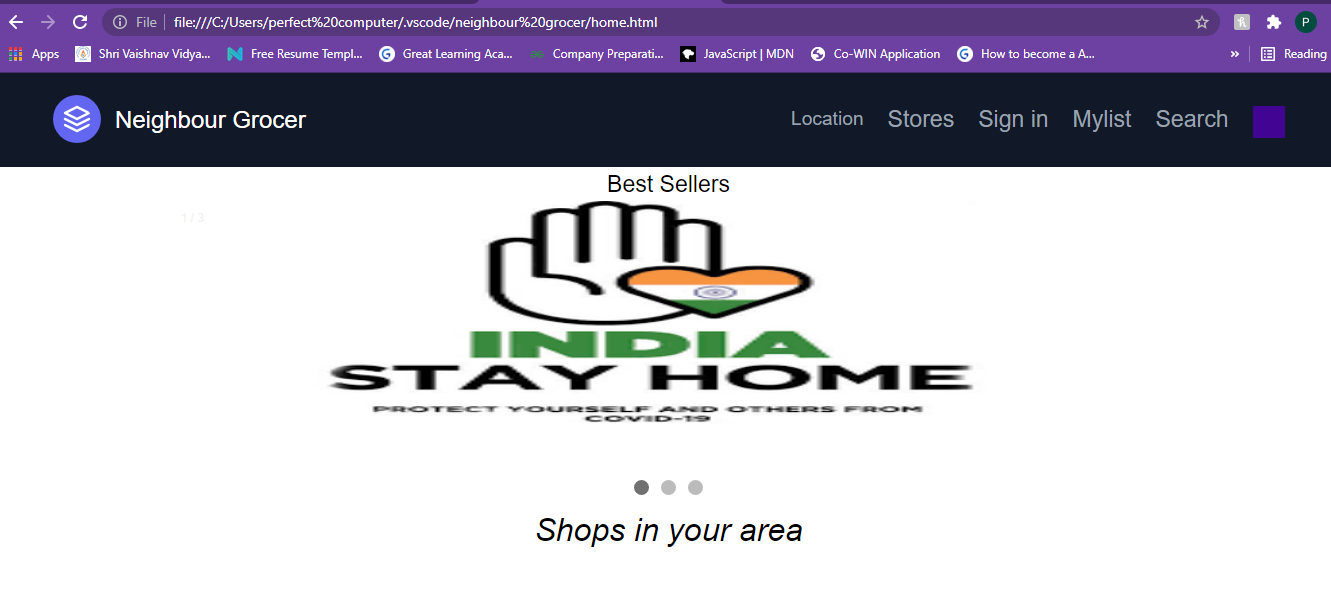 File file:///C:/Users/perfect%20computer/.vscode/neighbour%20grocer/home.html P
Apps Shri Vaishnav Vidya... Free Resume Templ... Great Learning Aca... Company Preparati... JavaScript | MDN Co-WIN Application How to become a A... » Reading
Neighbour Grocer Location Stores Sign in Mylist Search
Best Sellers
1 / 3
INDIA
STAY HOME
PROTECT YOURSELF AND OTHERS FROM
COVID-19
Shops in your area